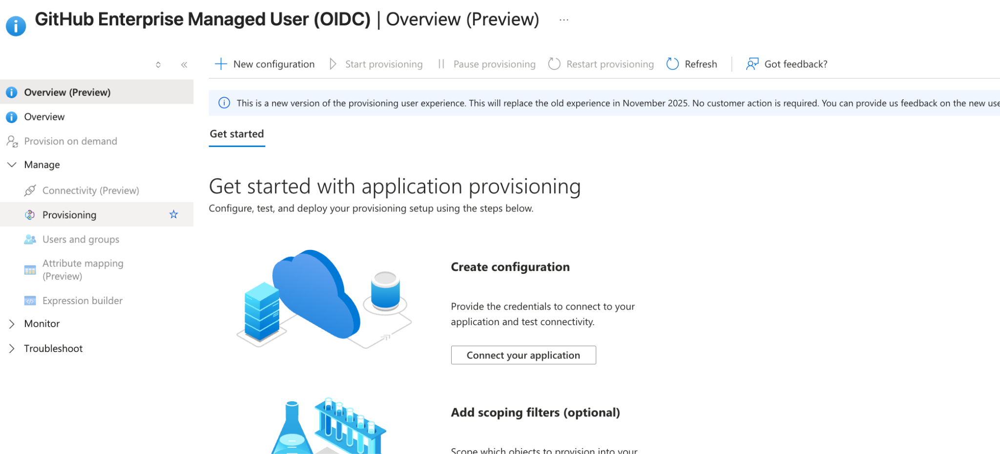 GitHub Enterprise Managed User (OIDC) | Overview (Preview) ...
New configuration Start provisioning Pause provisioning Restart provisioning Refresh Got feedback?
Overview (Preview)
Overview
Provision on demand
Manage
Connectivity (Preview)
Provisioning
Users and groups
Attribute mapping
(Preview)
Expression builder
Monitor
Troubleshoot
This is a new version of the provisioning user experience. This will replace the old experience in November 2025. No customer action is required. You can provide us feedback on the new use
Get started
Get started with application provisioning
Configure, test, and deploy your provisioning setup using the steps below.
Create configuration
Provide the credentials to connect to your
application and test connectivity.
Connect your application
Add scoping filters (optional)
Scope which objects to provision into your